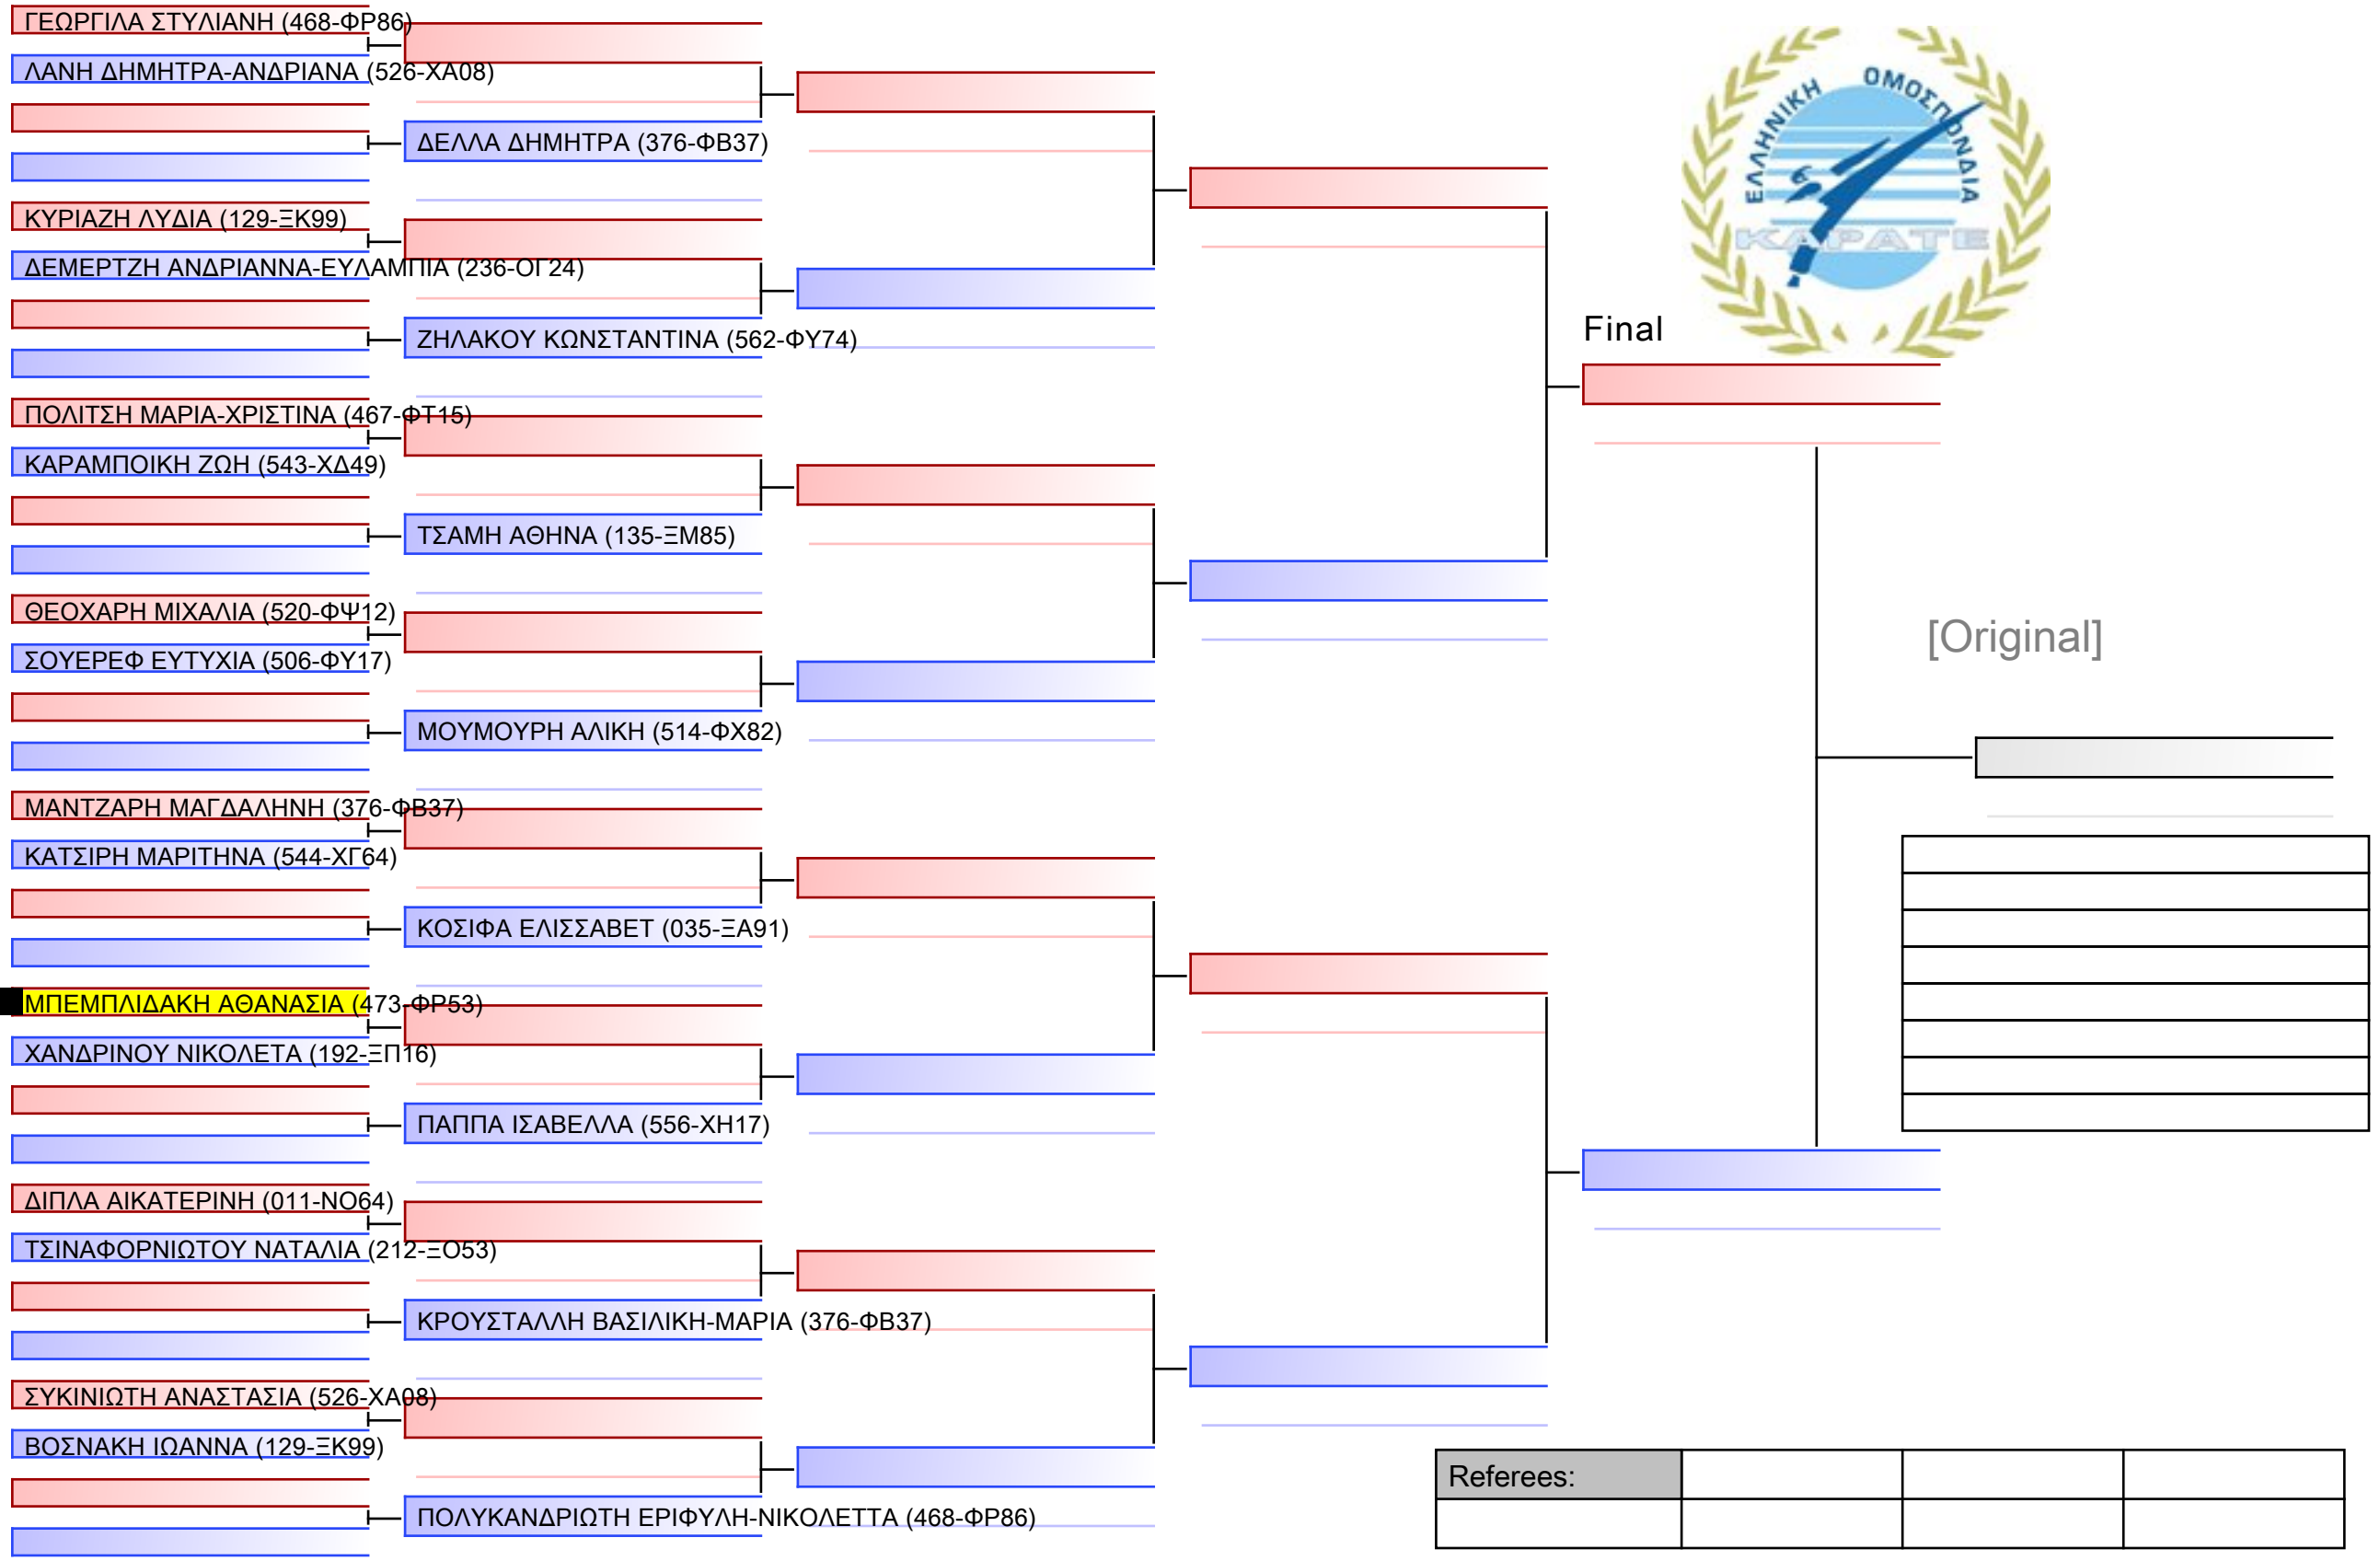 ΓΕΩΡΓΙΛΑ ΣΤΥΛΙΑΝΗ (468-ΦΡ86)
ΛΑΝΗ ΔΗΜΗΤΡΑ-ΑΝΔΡΙΑΝΑ (526-ΧΑ08)
ΔΕΛΛΑ ΔΗΜΗΤΡΑ (376-ΦΒ37)
ΚΥΡΙΑΖΗ ΛΥΔΙΑ (129-ΞΚ99)
ΔΕΜΕΡΤΖΗ ΑΝΔΡΙΑΝΝΑ-ΕΥΛΑΜΠΙΑ (236-ΟΓ24)
ΖΗΛΑΚΟΥ ΚΩΝΣΤΑΝΤΙΝΑ (562-ΦΥ74)
ΠΟΛΙΤΣΗ ΜΑΡΙΑ-ΧΡΙΣΤΙΝΑ (467-ΦΤ15)
ΚΑΡΑΜΠΟΙΚΗ ΖΩΗ (543-ΧΔ49)
ΤΣΑΜΗ ΑΘΗΝΑ (135-ΞΜ85)
ΘΕΟΧΑΡΗ ΜΙΧΑΛΙΑ (520-ΦΨ12)
ΣΟΥΕΡΕΦ ΕΥΤΥΧΙΑ (506-ΦΥ17)
ΜΟΥΜΟΥΡΗ ΑΛΙΚΗ (514-ΦΧ82)
ΜΑΝΤΖΑΡΗ ΜΑΓΔΑΛΗΝΗ (376-ΦΒ37)
ΚΑΤΣΙΡΗ ΜΑΡΙΤΗΝΑ (544-ΧΓ64)
ΚΟΣΙΦΑ ΕΛΙΣΣΑΒΕΤ (035-ΞΑ91)
ΜΠΕΜΠΛΙΔΑΚΗ ΑΘΑΝΑΣΙΑ (473-ΦΡ53)
ΧΑΝΔΡΙΝΟΥ ΝΙΚΟΛΕΤΑ (192-ΞΠ16)
ΠΑΠΠΑ ΙΣΑΒΕΛΛΑ (556-ΧΗ17)
ΔΙΠΛΑ ΑΙΚΑΤΕΡΙΝΗ (011-ΝΟ64)
ΤΣΙΝΑΦΟΡΝΙΩΤΟΥ ΝΑΤΑΛΙΑ (212-ΞΟ53)
ΚΡΟΥΣΤΑΛΛΗ ΒΑΣΙΛΙΚΗ-ΜΑΡΙΑ (376-ΦΒ37)
ΣΥΚΙΝΙΩΤΗ ΑΝΑΣΤΑΣΙΑ (526-ΧΑ08)
ΒΟΣΝΑΚΗ ΙΩΑΝΝΑ (129-ΞΚ99)
ΠΟΛΥΚΑΝΔΡΙΩΤΗ ΕΡΙΦΥΛΗ-ΝΙΚΟΛΕΤΤΑ (468-ΦΡ86)
ΕΛΛΗΝΙΚΗ ΟΜΟΣΠΟΝΔΙΑ
ΚΑΡΑΤΕ
Final
[Original]
Referees: